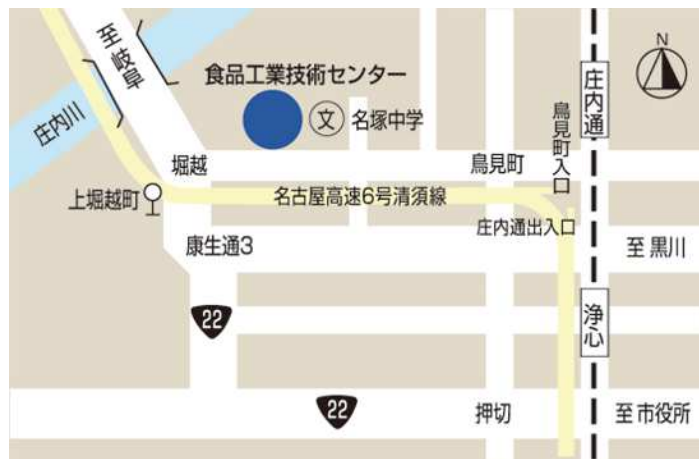 至岐阜
庄内川
食品工業技術センター
文
名塚中学
堀越
鳥見町
鳥見町入口
庄内通
N
上堀越町
名古屋高速6号清須線
庄内通出入口
康生通3
至黒川
22
浄心
22
押切
至市役所